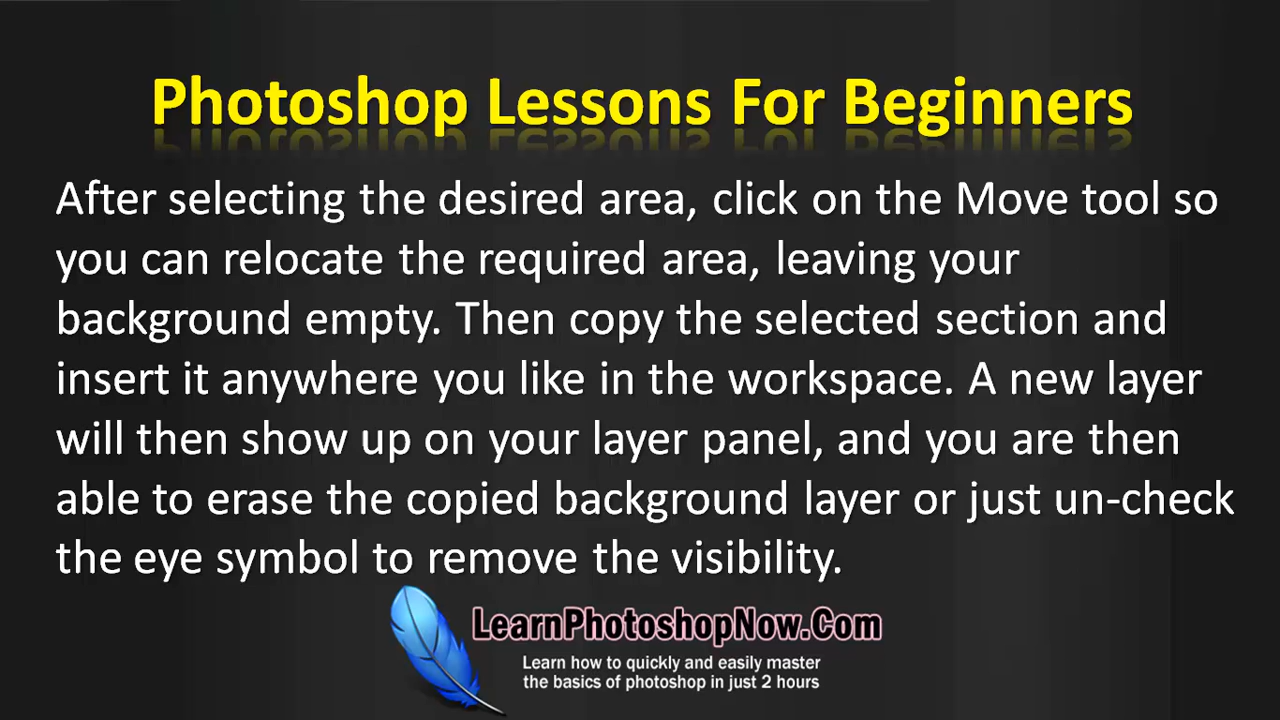 Photoshop Lessons For Beginners
After selecting the desired area, click on the Move tool so
you can relocate the required area, leaving your
background empty. Then copy the selected section and
insert it anywhere you like in the workspace. A new layer
will then show up on your layer panel, and you are then
able to erase the copied background layer or just un-check
the eye symbol to remove the visibility.
LearnPhotoshopNow.Com
Learn how to quickly and easily master
the basics of photoshop in just 2 hours